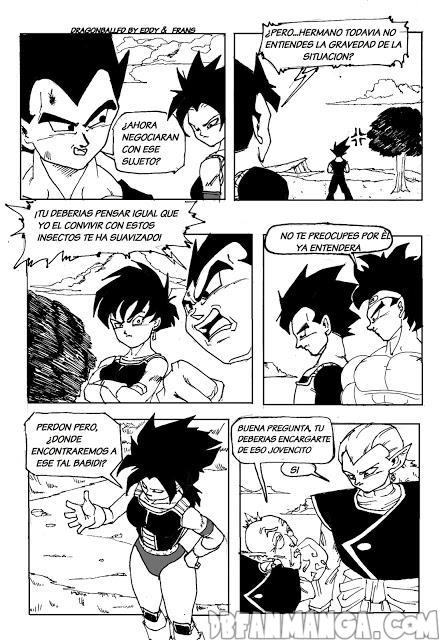 DRAGONBALLFD BY EDDY & FRANS
¿AHORA
NEGOCIARAN
CON ESE
SUJETO?
¿PERO...HERMANO TODAVIA NO
ENTIENDES LA GRAVEDAD DE LA
SITUACION?
¡TU DEBERIAS PENSAR IGUAL QUE
YO EL CONVIVIR CON ESTOS
INSECTOS TE HA SUAVIZADO!
NO TE PREOCUPES POR ÉL
YA ENTENDERA
PERDON PERO,
¿DONDE
ENCONTRAREMOS A
ESE TAL BABIDI?
BUENA PREGUNTA, TU
DEBERIAS ENCARGARTE
DE ESO JOVENCITO
SI
DBFANMANGA.COM